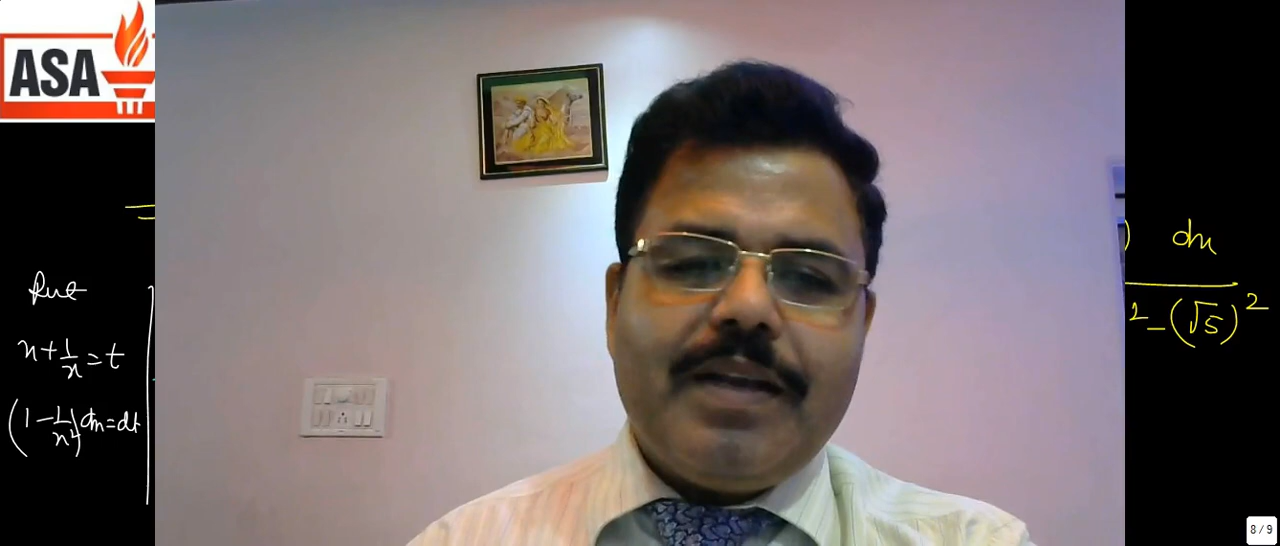 ASA
=
Put
x + 1/x = t
(1 - 1/x²) dx = dt
) dx
² - (√5)²
8 / 9